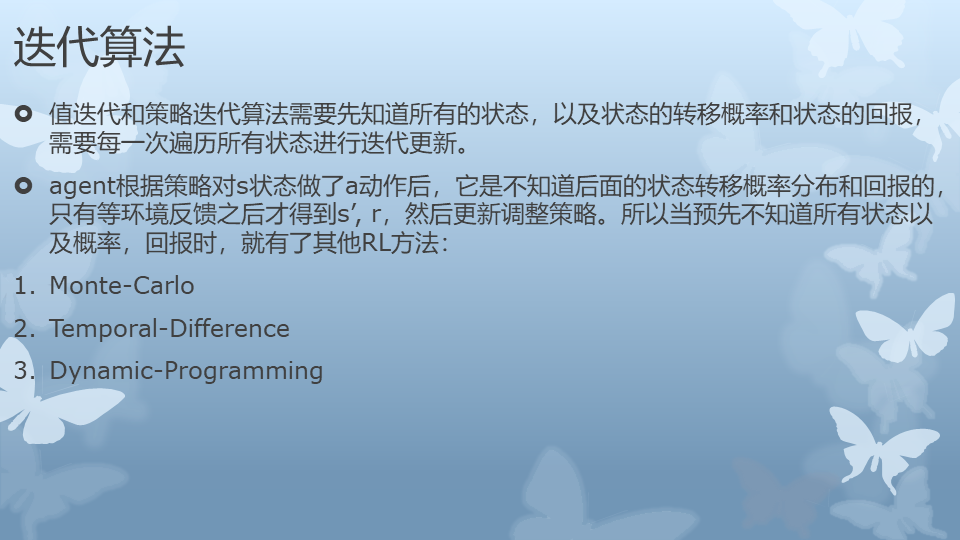 迭代算法
值迭代和策略迭代算法需要先知道所有的状态，以及状态的转移概率和状态的回报，
需要每一次遍历所有状态进行迭代更新。
agent根据策略对s状态做了a动作后，它是不知道后面的状态转移概率分布和回报的，
只有等环境反馈之后才得到s’, r，然后更新调整策略。所以当预先不知道所有状态以
及概率，回报时，就有了其他RL方法：
1. Monte-Carlo
2. Temporal-Difference
3. Dynamic-Programming